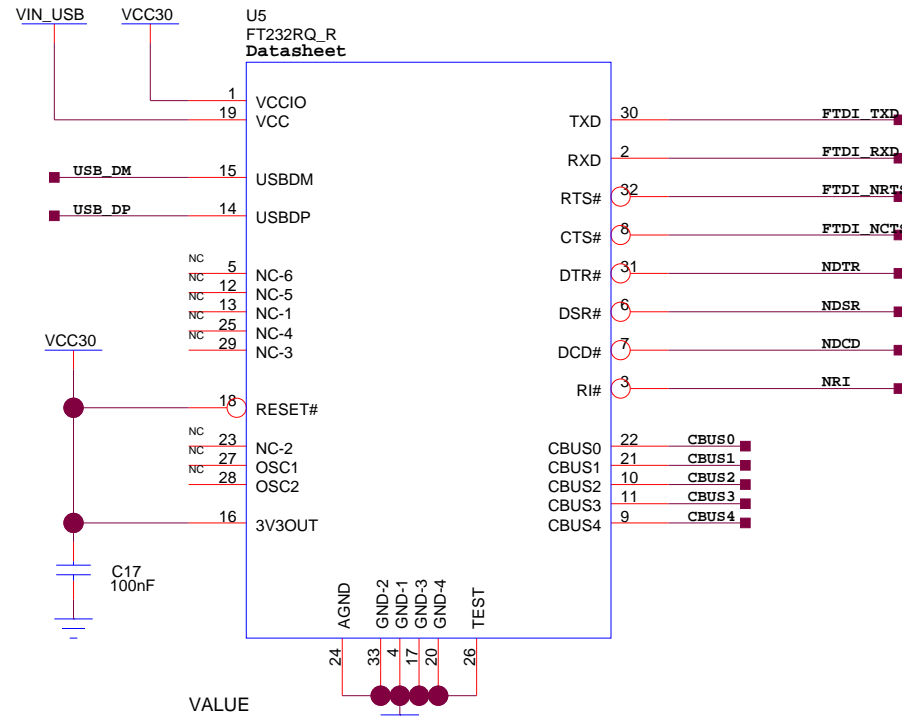 VIN_USB
VCC30
U5
FT232RQ_R
Datasheet
1 VCCIO
19 VCC
USB_DM 15 USBDM
USB_DP 14 USBDP
NC 5 NC-6
NC 12 NC-5
NC 13 NC-1
NC 25 NC-4
NC 29 NC-3
VCC30
18 RESET#
NC 23 NC-2
NC 27 OSC1
NC 28 OSC2
16 3V3OUT
C17
100nF
TXD 30 FTDI_TXD
RXD 2 FTDI_RXD
RTS# 32 FTDI_NRTS
CTS# 8 FTDI_NCTS
DTR# 31 NDTR
DSR# 6 NDSR
DCD# 7 NDCD
RI# 3 NRI
CBUS0 22 CBUS0
CBUS1 21 CBUS1
CBUS2 10 CBUS2
CBUS3 11 CBUS3
CBUS4 9 CBUS4
AGND 24
GND-2 33
GND-1 4
GND-3 17
GND-4 20
TEST 26
VALUE